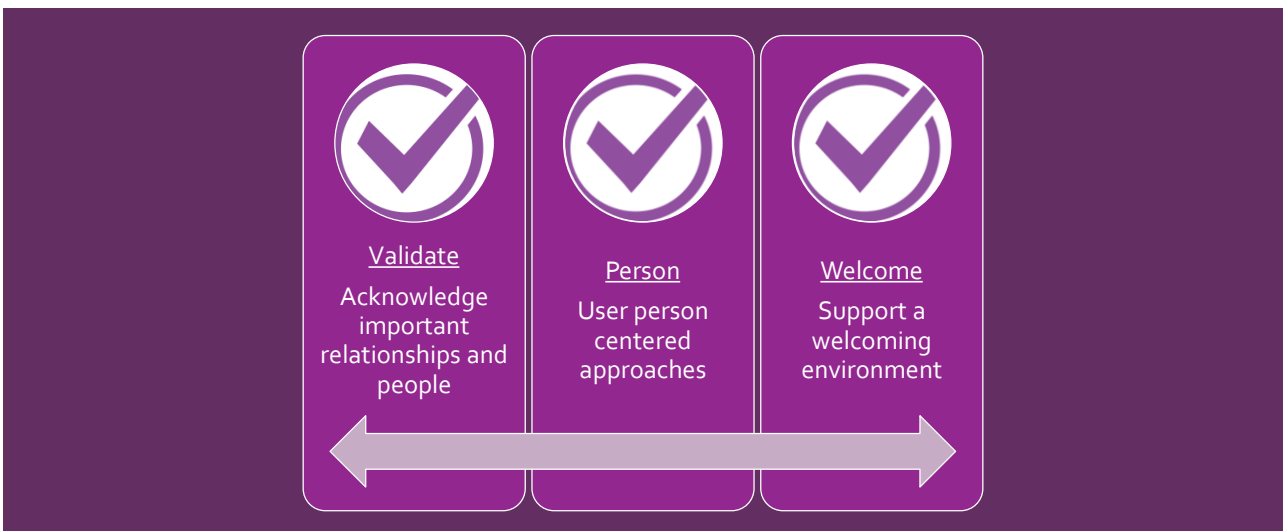 Validate
Acknowledge
important
relationships and
people
Person
User person
centered
approaches
Welcome
Support a
welcoming
environment